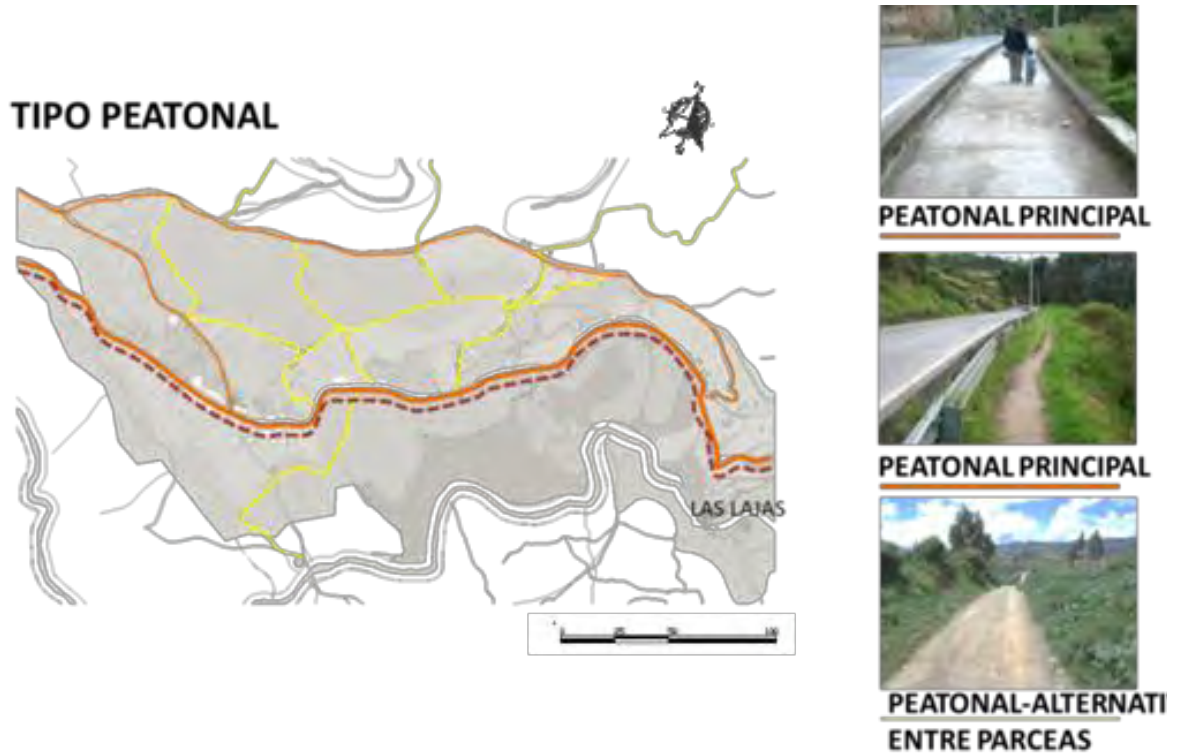 TIPO PEATONAL
LAS LAJAS
PEATONAL PRINCIPAL
PEATONAL PRINCIPAL
PEATONAL-ALTERNATI
ENTRE PARCEAS